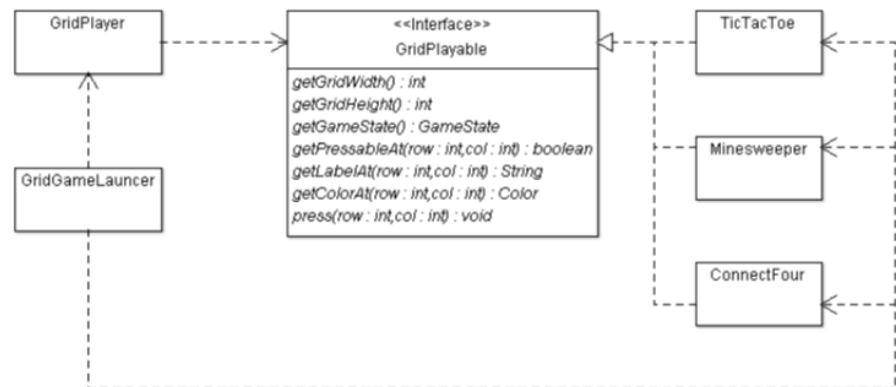 GridPlayer
<<Interface>>
GridPlayable
getGridWidth() : int
getGridHeight() : int
getGameState() : GameState
getPressableAt(row : int,col : int) : boolean
getLabelAt(row : int,col : int) : String
getColorAt(row : int,col : int) : Color
press(row : int,col : int) : void
TicTacToe
GridGameLauncer
Minesweeper
ConnectFour